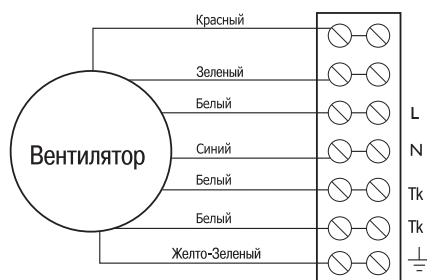 Красный
Зеленый
Белый
L
Вентилятор
Синий
N
Белый
Tk
Белый
Tk
Желто-Зеленый